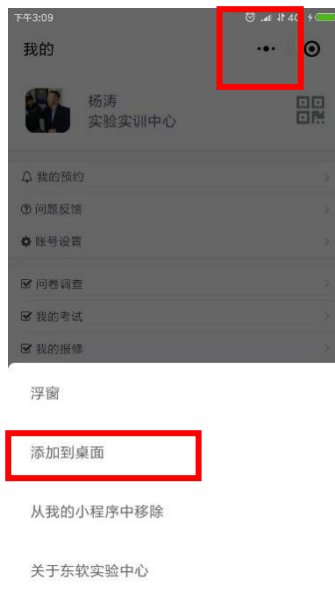 下午3:09
4G
我的
杨涛
实验实训中心
我的预约
问题反馈
账号设置
问卷调查
我的考试
我的报修
浮窗
添加到桌面
从我的小程序中移除
关于东软实验中心